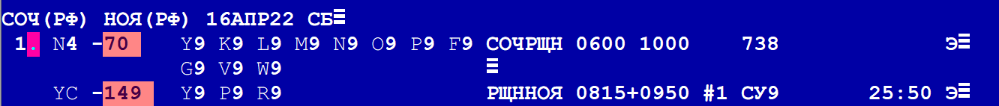 СОЧ(РФ) НОЯ(РФ) 16АПР22 СБ
1. N4 -70 Y9 K9 L9 M9 N9 O9 P9 F9 СОЧРЩН 0600 1000 738 Э
G9 V9 W9
YC -149 Y9 P9 R9 РЩННОЯ 0815+0950 #1 СУ9 25:50 Э